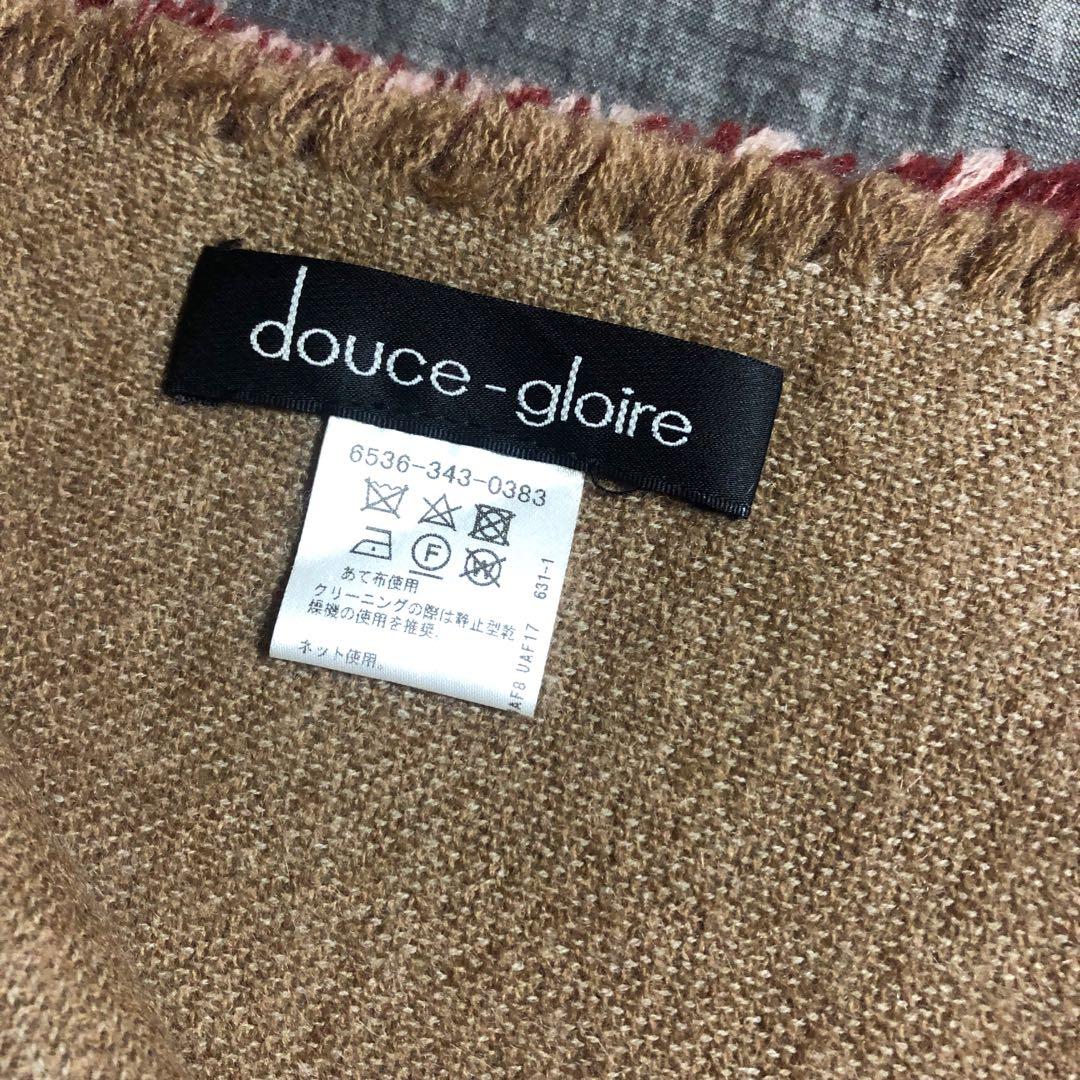 douce-gloire
6536-343-0383
F
W
あて布使用
クリーニングの際は静止型乾
燥機の使用を推奨.
ネット使用。
AF8 UAF17 631-1